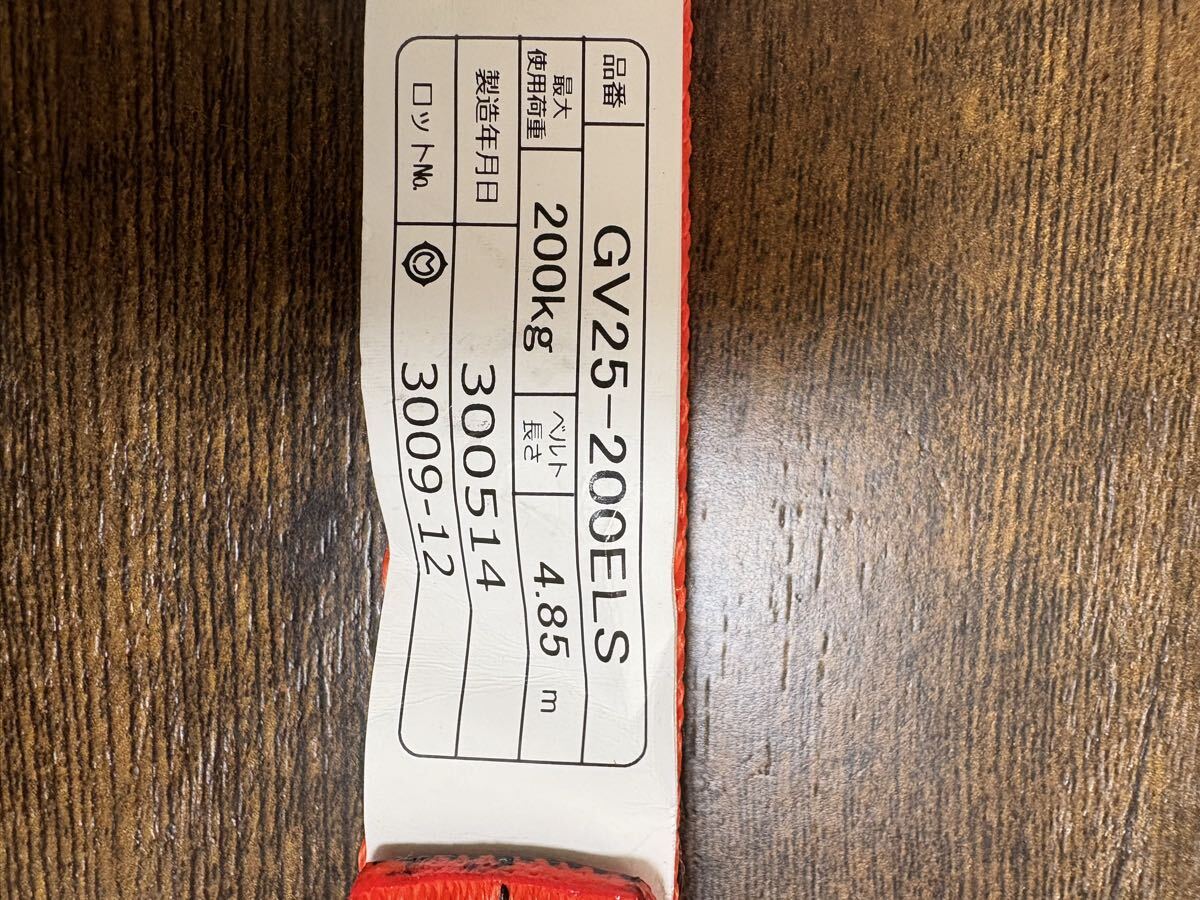 品番 GV25-200ELS
最大使用荷重 200kg ベルト長さ 4.85 m
製造年月日 300514
ロット№ 3009-12